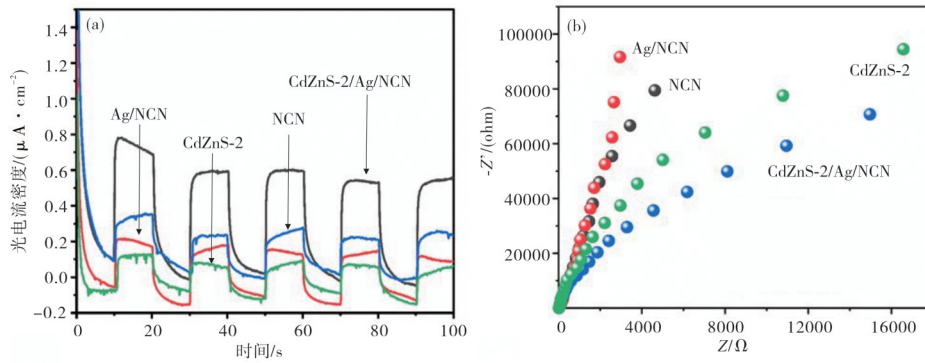 (a)
光电流密度/(μA·cm⁻²)
1.4
1.2
1.0
0.8
0.6
0.4
0.2
0.0
-0.2
Ag/NCN
CdZnS-2
NCN
CdZnS-2/Ag/NCN
0
20
40
60
80
100
时间/s
(b)
-Z'/(ohm)
100000
80000
60000
40000
20000
0
Ag/NCN
NCN
CdZnS-2
CdZnS-2/Ag/NCN
0
4000
8000
12000
16000
Z/Ω